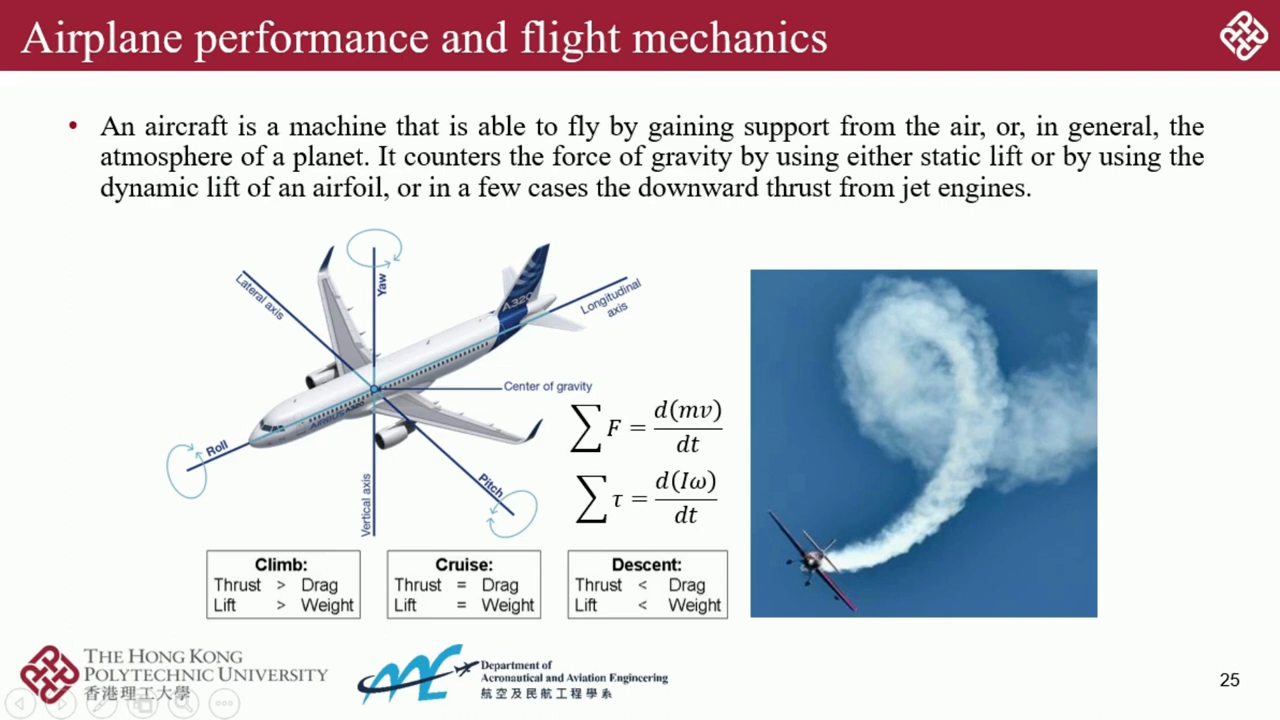 Airplane performance and flight mechanics
• An aircraft is a machine that is able to fly by gaining support from the air, or, in general, the
atmosphere of a planet. It counters the force of gravity by using either static lift or by using the
dynamic lift of an airfoil, or in a few cases the downward thrust from jet engines.
Lateral axis
Yaw
A320
Longitudinal
axis
Center of gravity
Roll
Vertical axis
Pitch
∑ F = d(mv)/dt
∑ τ = d(Iω)/dt
Climb:
Thrust > Drag
Lift > Weight
Cruise:
Thrust = Drag
Lift = Weight
Descent:
Thrust < Drag
Lift < Weight
THE HONG KONG
POLYTECHNIC UNIVERSITY
香港理工大學
Department of
Aeronautical and Aviation Engineering
航空及民航工程學系
25